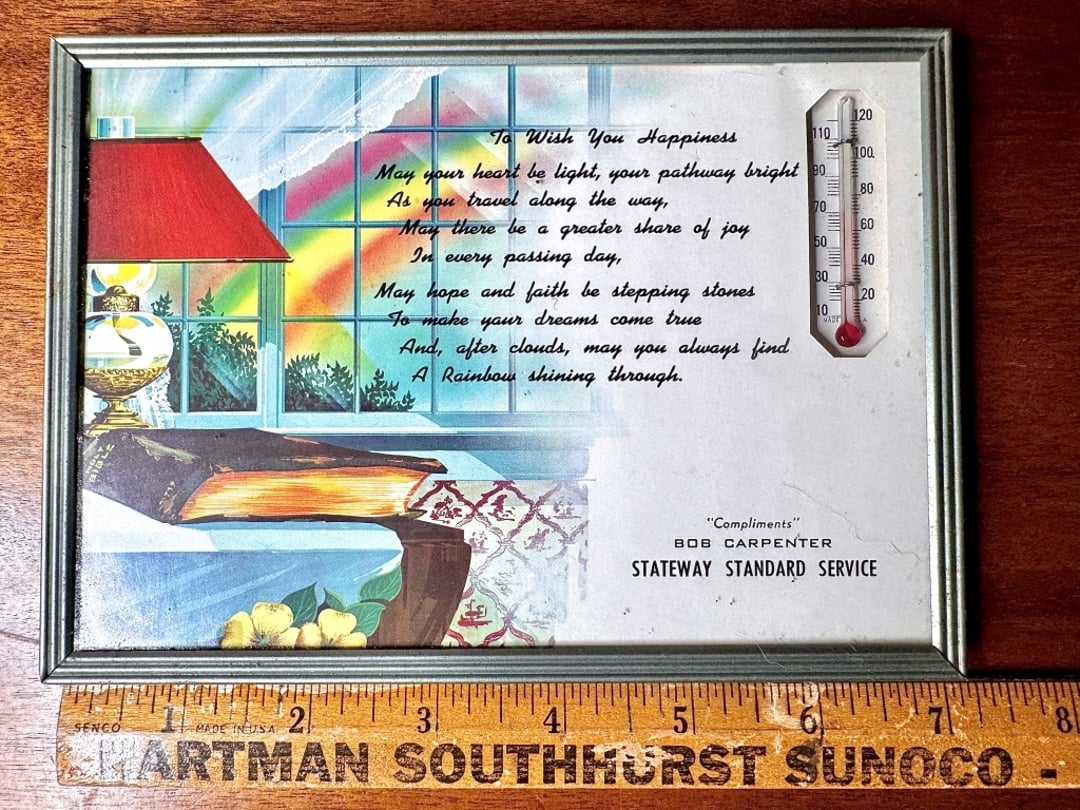 To Wish You Happiness
May your heart be light, your pathway bright
As you travel along the way,
May there be a greater share of joy
In every passing day,
May hope and faith be stepping stones
To make your dreams come true
And, after clouds, may you always find
A Rainbow shining through.
120
110
100
90
80
70
60
50
40
30
20
10
MADE U.S.A
HOLY BIBLE
"Compliments"
BOB CARPENTER
STATEWAY STANDARD SERVICE
SENCO 1 MADE IN U.S.A. 2 3 4 5 6 7 8
HARTMAN SOUTHHURST SUNOCO -